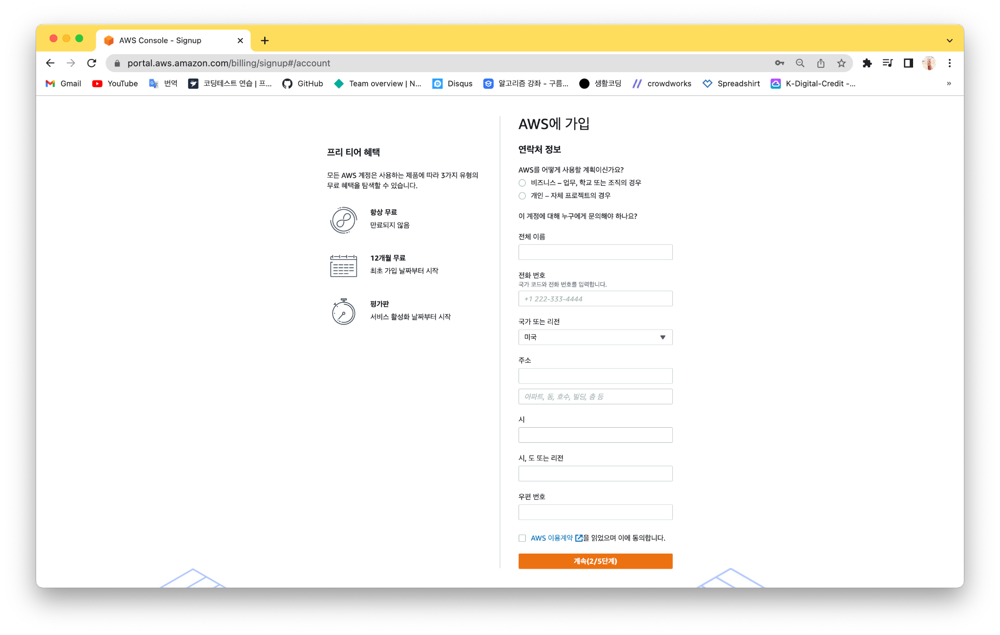 AWS Console - Signup
portal.aws.amazon.com/billing/signup#/account
Gmail
YouTube
번역
코딩테스트 연습 | 프...
GitHub
Team overview | N...
Disqus
알고리즘 강좌 - 구름...
생활코딩
crowdworks
Spreadshirt
K-Digital-Credit -...
»
프리 티어 혜택
모든 AWS 계정은 사용하는 제품에 따라 3가지 유형의
무료 혜택을 탐색할 수 있습니다.
항상 무료
만료되지 않음
12개월 무료
최초 가입 날짜부터 시작
평가판
서비스 활성화 날짜부터 시작
AWS에 가입
연락처 정보
AWS를 어떻게 사용할 계획이신가요?
비즈니스 – 업무, 학교 또는 조직의 경우
개인 – 자체 프로젝트의 경우
이 계정에 대해 누구에게 문의해야 하나요?
전체 이름
전화 번호
국가 코드와 전화 번호를 입력합니다.
+1 222-333-4444
국가 또는 리전
미국
주소
아파트, 동, 호수, 빌딩, 층 등
시
시, 도 또는 리전
우편 번호
AWS 이용계약을 읽었으며 이에 동의합니다.
계속(2/5단계)